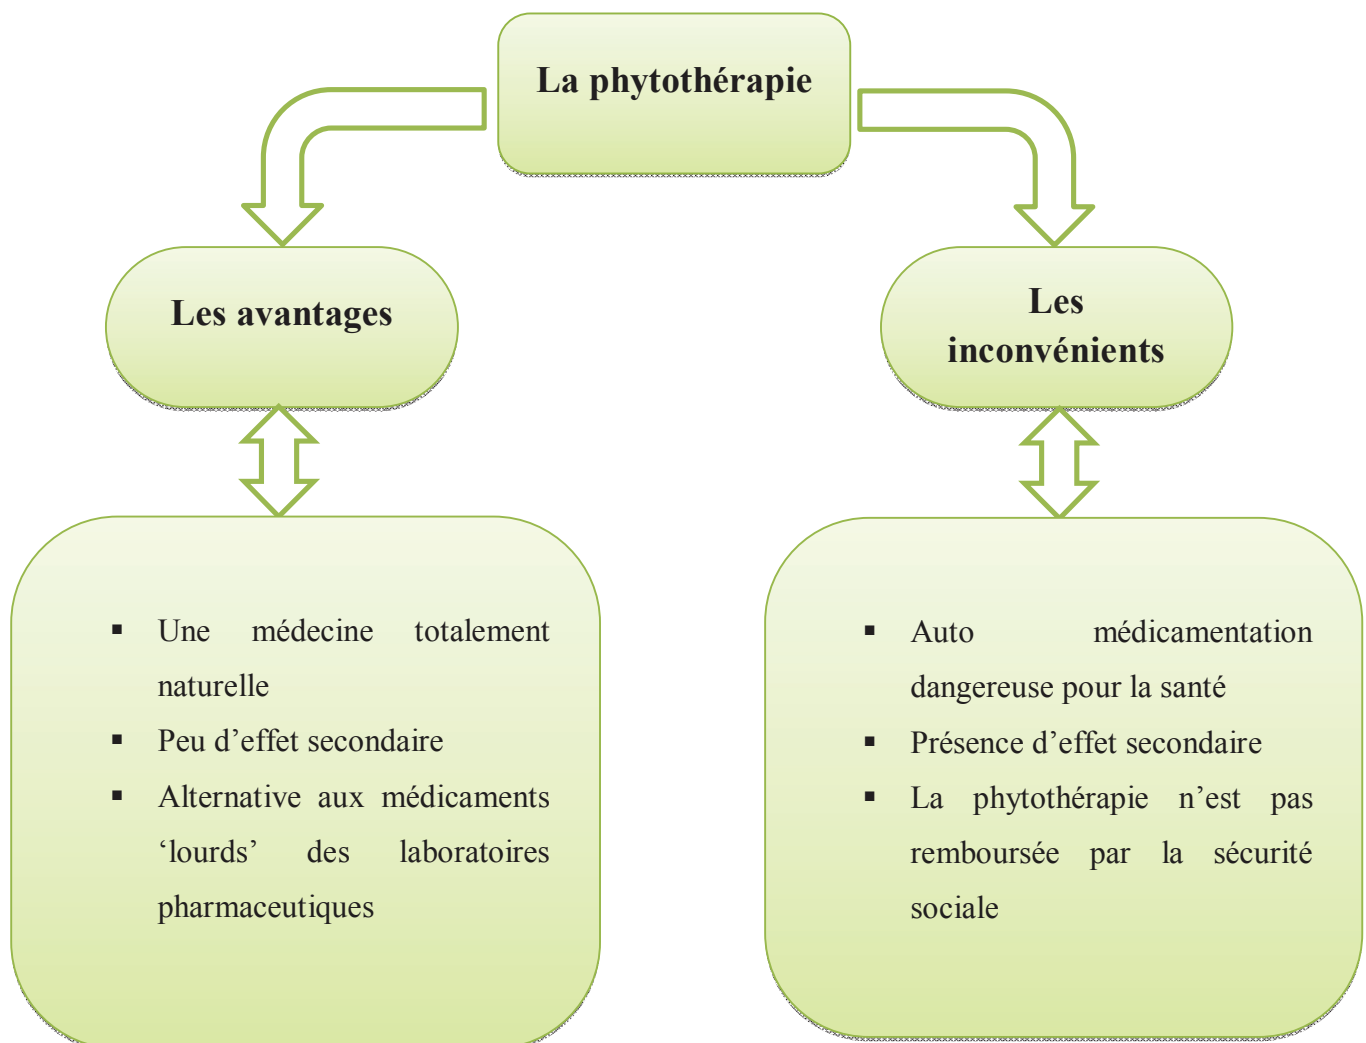 La phytothérapie
Les avantages
Les
inconvénients
▪ Une médecine totalement
naturelle
▪ Peu d’effet secondaire
▪ Alternative aux médicaments
‘lourds’ des laboratoires
pharmaceutiques
▪ Auto médicamentation
dangereuse pour la santé
▪ Présence d’effet secondaire
▪ La phytothérapie n’est pas
remboursée par la sécurité
sociale